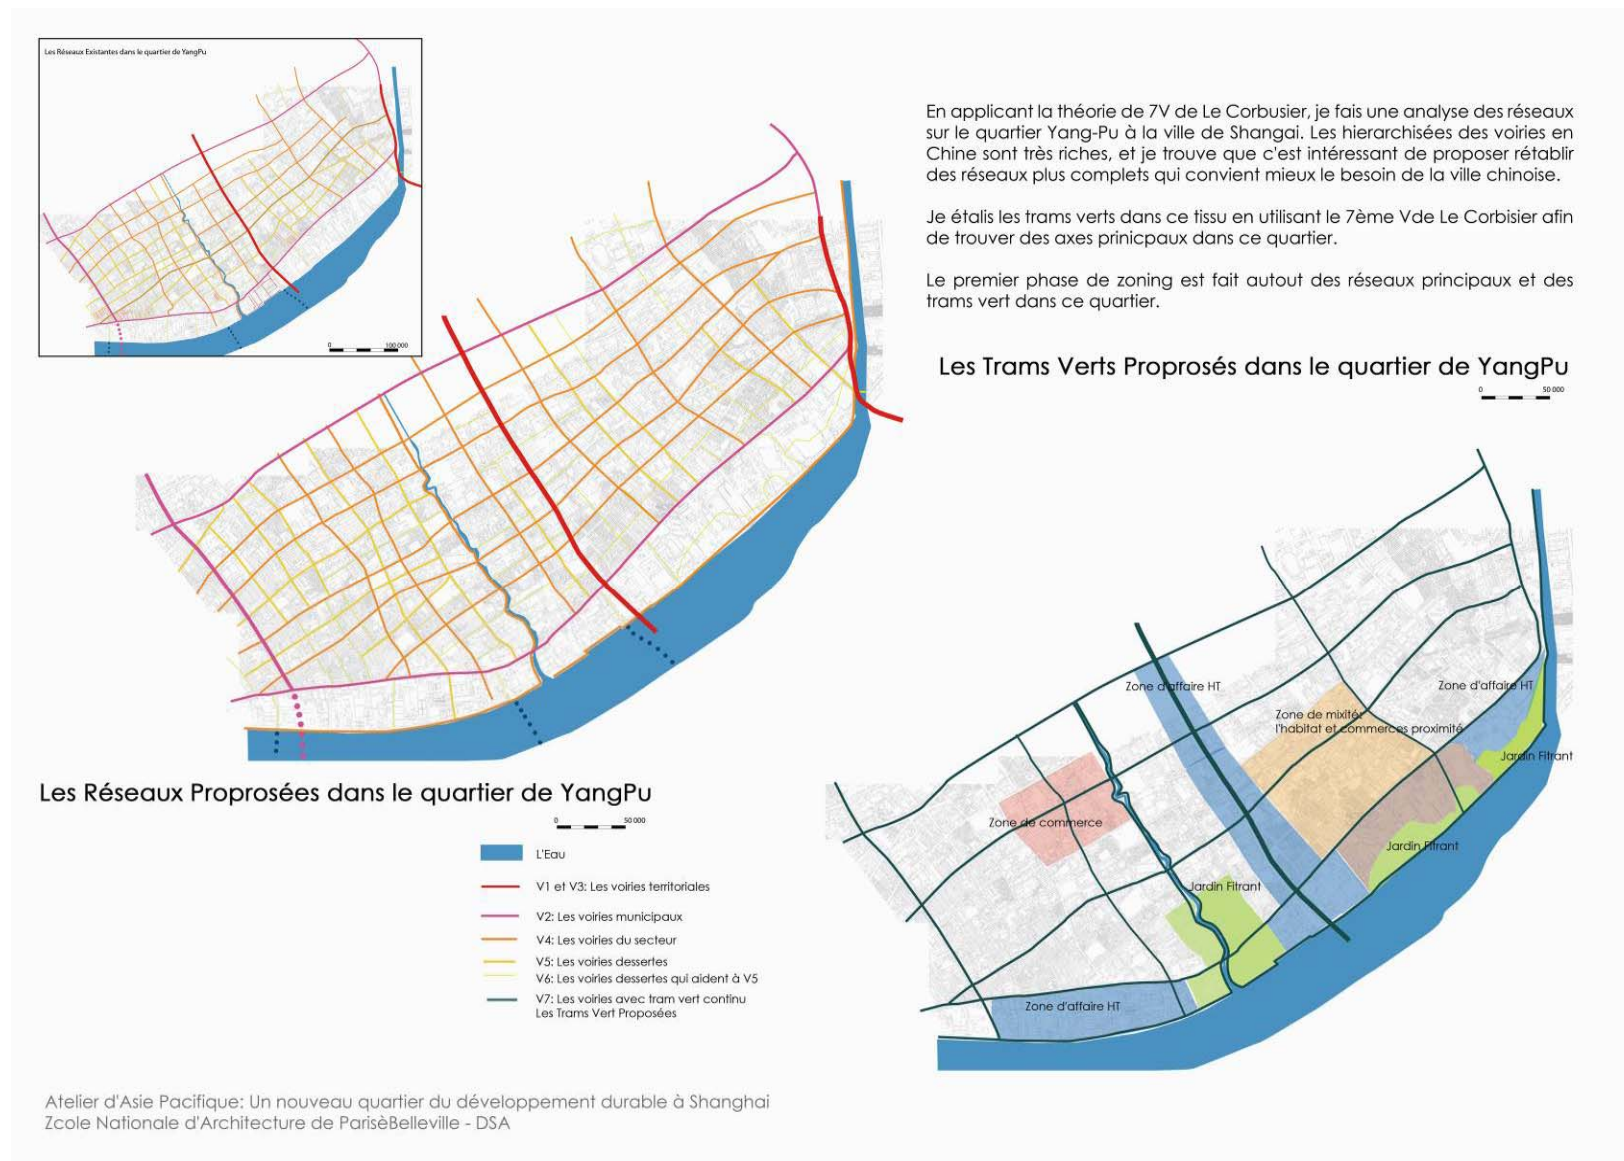 Les Réseaux Existantes dans le quartier de YangPu
0 100 000
En applicant la théorie de 7V de Le Corbusier, je fais une analyse des réseaux
sur le quartier Yang-Pu à la ville de Shangai. Les hierarchisées des voiries en
Chine sont très riches, et je trouve que c'est intéressant de proposer rétablir
des réseaux plus complets qui convient mieux le besoin de la ville chinoise.
Je étalis les trams verts dans ce tissu en utilisant le 7ème Vde Le Corbisier afin
de trouver des axes prinicpaux dans ce quartier.
Le premier phase de zoning est fait autout des réseaux principaux et des
trams vert dans ce quartier.
Les Trams Verts Proprosés dans le quartier de YangPu
0 50 000
Zone d'affaire HT
Zone d'affaire HT
Zone de mixité:
l'habitat et commerces proximité
Jardin Fitrant
Zone de commerce
Jardin Fitrant
Jardin Fitrant
Zone d'affaire HT
Les Réseaux Proprosées dans le quartier de YangPu
0 50 000
L'Eau
V1 et V3: Les voiries territoriales
V2: Les voiries municipaux
V4: Les voiries du secteur
V5: Les voiries dessertes
V6: Les voiries dessertes qui aident à V5
V7: Les voiries avec tram vert continu
Les Trams Vert Proposées
Atelier d'Asie Pacifique: Un nouveau quartier du développement durable à Shanghai
Zcole Nationale d'Architecture de ParisèBelleville - DSA